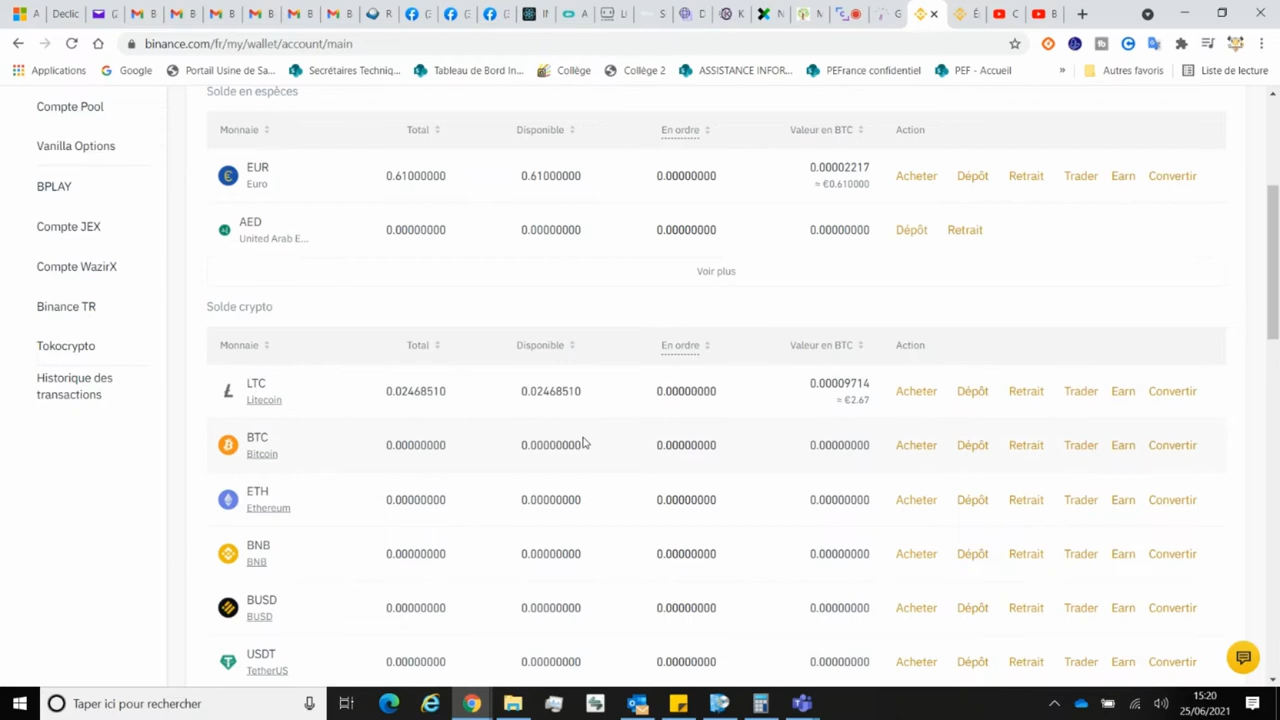 Declic
binance.com/fr/my/wallet/account/main
Applications
Google
Portail Usine de Sa...
Secrétaires Techniq...
Tableau de Bord In...
Collège
Collège 2
ASSISTANCE INFOR...
PEFrance confidentiel
PEF - Accueil
»
Autres favoris
Liste de lecture
Compte Pool
Vanilla Options
BPLAY
Compte JEX
Compte WazirX
Binance TR
Tokocrypto
Historique des
transactions
Solde en espèces
Monnaie Total Disponible En ordre Valeur en BTC Action
EUR
Euro
0.61000000 0.61000000 0.00000000 0.00002217
≈ €0.610000
Acheter Dépôt Retrait Trader Earn Convertir
AED
United Arab E...
0.00000000 0.00000000 0.00000000 0.00000000 Dépôt Retrait
Voir plus
Solde crypto
Monnaie Total Disponible En ordre Valeur en BTC Action
LTC
Litecoin
0.02468510 0.02468510 0.00000000 0.00009714
≈ €2.67
Acheter Dépôt Retrait Trader Earn Convertir
BTC
Bitcoin
0.00000000 0.00000000 0.00000000 0.00000000 Acheter Dépôt Retrait Trader Earn Convertir
ETH
Ethereum
0.00000000 0.00000000 0.00000000 0.00000000 Acheter Dépôt Retrait Trader Earn Convertir
BNB
BNB
0.00000000 0.00000000 0.00000000 0.00000000 Acheter Dépôt Retrait Trader Earn Convertir
BUSD
BUSD
0.00000000 0.00000000 0.00000000 0.00000000 Acheter Dépôt Retrait Trader Earn Convertir
USDT
TetherUS
0.00000000 0.00000000 0.00000000 0.00000000 Acheter Dépôt Retrait Trader Earn Convertir
Taper ici pour rechercher
15:20
25/06/2021